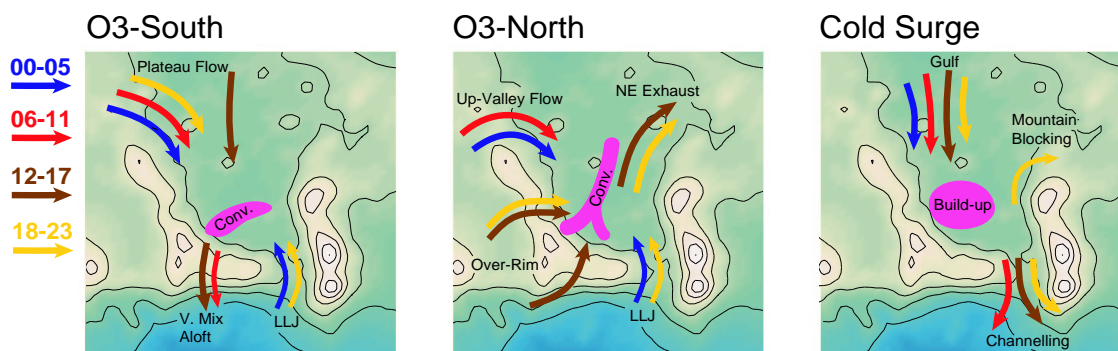 O3-South
O3-North
Cold Surge
00-05
06-11
12-17
18-23
Plateau Flow
Conv.
V. Mix
Aloft
LLJ
Up-Valley Flow
NE Exhaust
Conv.
Over-Rim
LLJ
Gulf
Mountain
Blocking
Build-up
Channelling